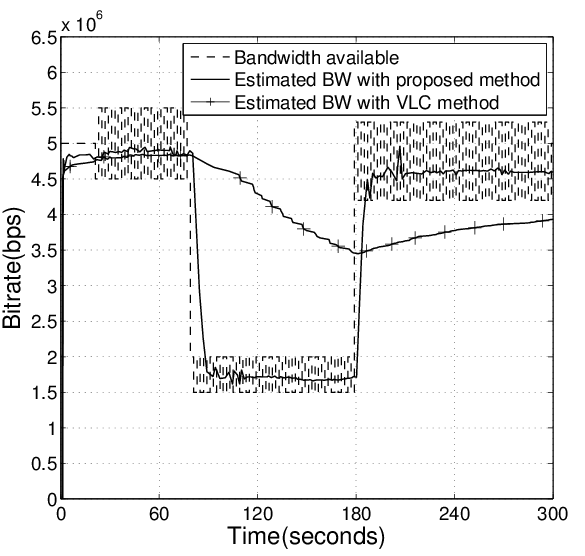 x 10⁶
6.5
6
5.5
5
4.5
4
3.5
3
2.5
2
1.5
1
0.5
0
Bitrate(bps)
Bandwidth available
Estimated BW with proposed method
Estimated BW with VLC method
0 60 120 180 240 300
Time(seconds)